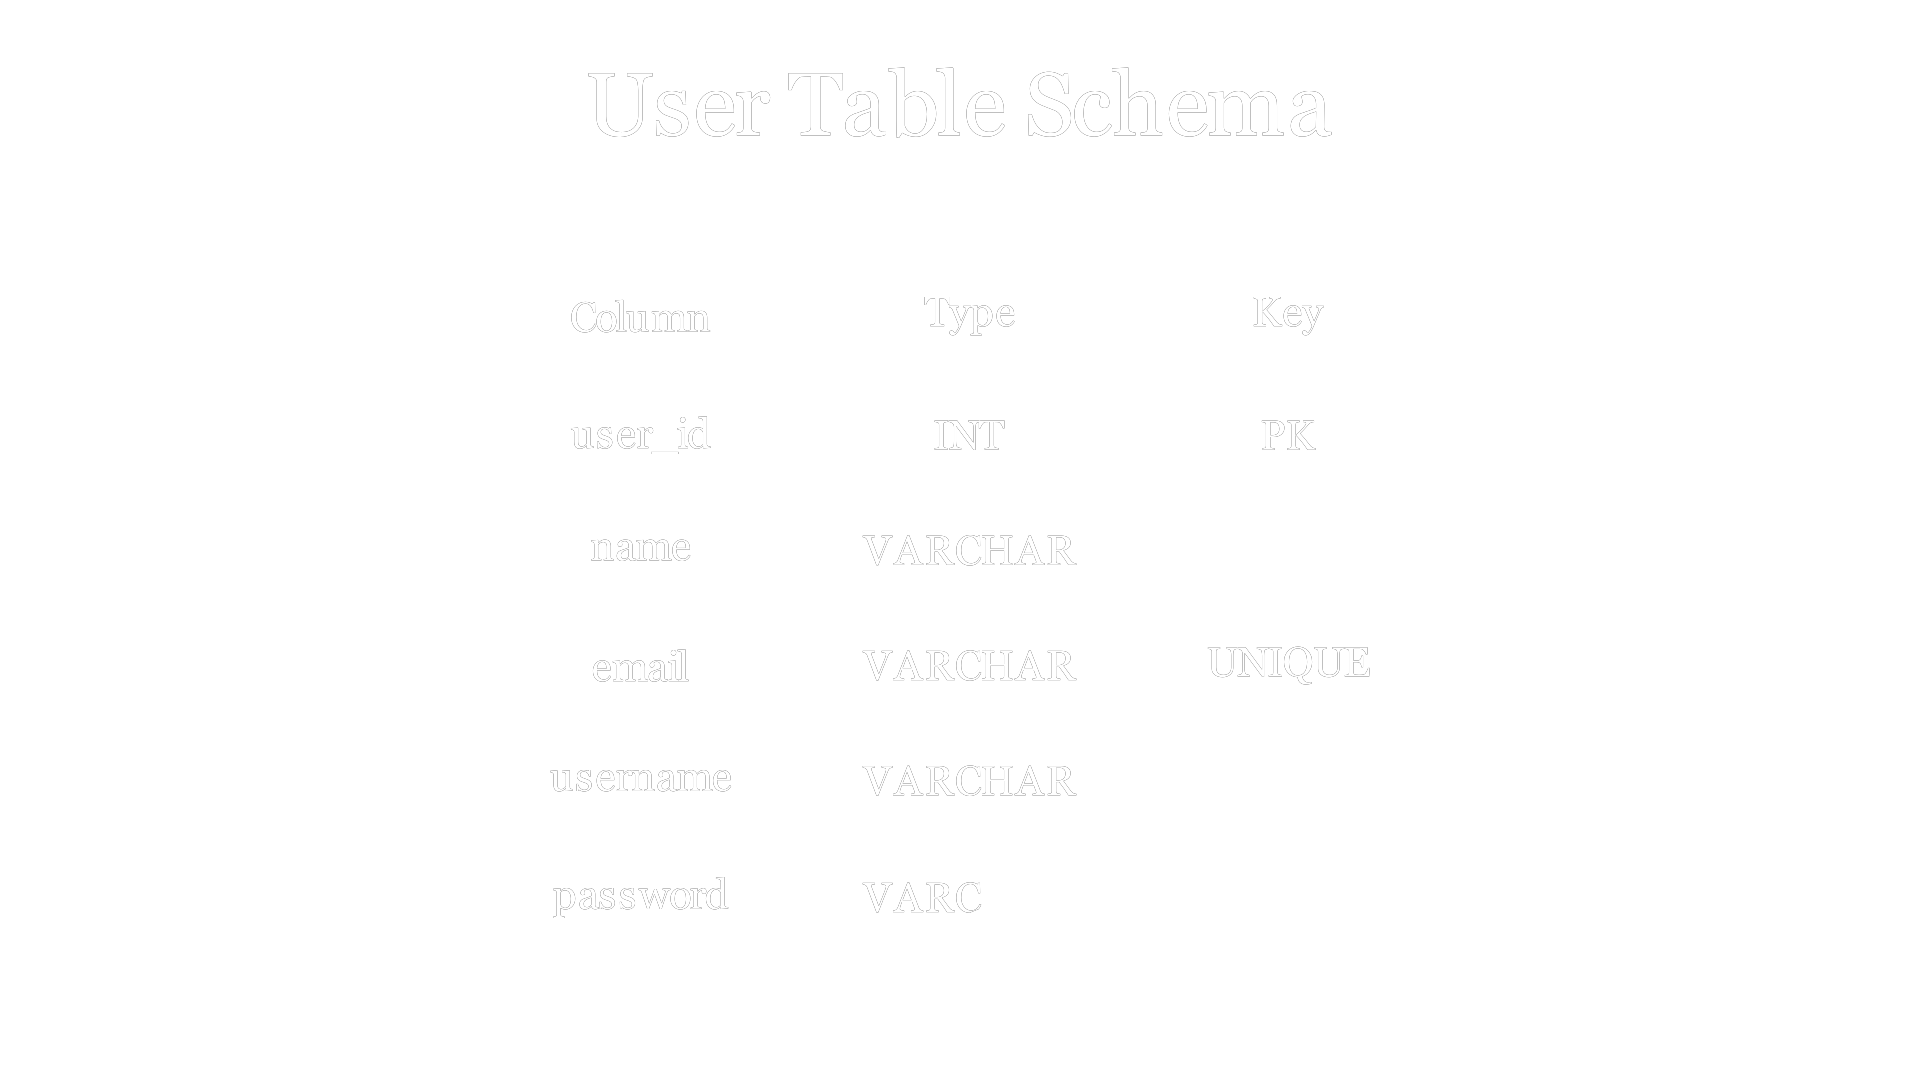 User Table Schema
Column Type Key
user_id INT PK
name VARCHAR
email VARCHAR UNIQUE
username VARCHAR
password VARC